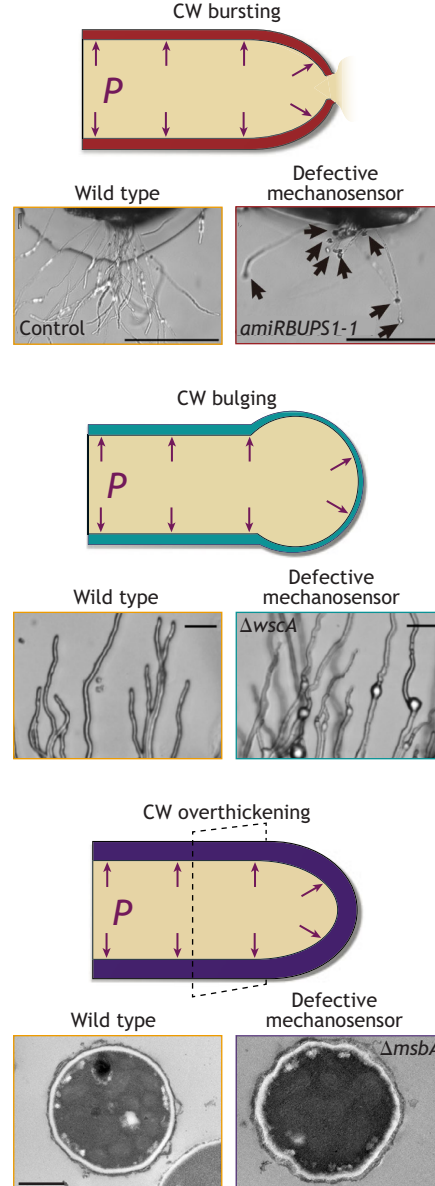 CW bursting
P
Wild type
Defective
mechanosensor
Control
amiRBUPS1-1
CW bulging
P
Wild type
Defective
mechanosensor
ΔwscA
CW overthickening
P
Wild type
Defective
mechanosensor
ΔmsbA